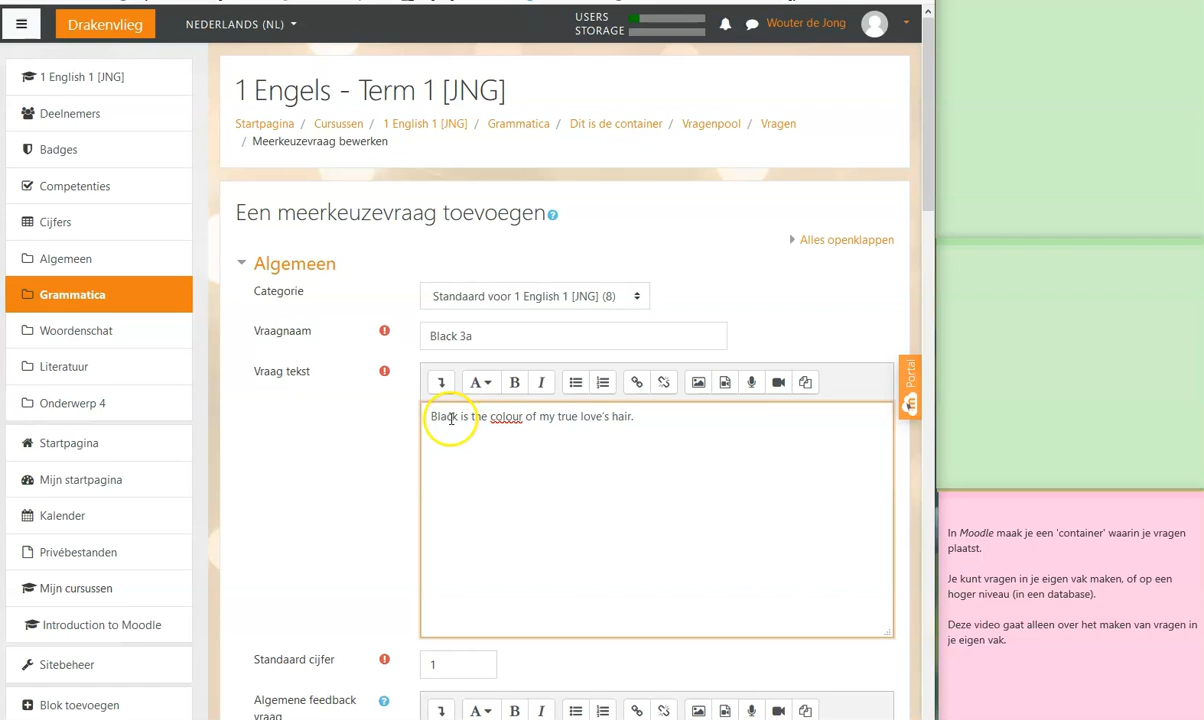 Drakenvlieg
NEDERLANDS (NL)
USERS
STORAGE
Wouter de Jong
1 English 1 [JNG]
Deelnemers
Badges
Competenties
Cijfers
Algemeen
Grammatica
Woordenschat
Literatuur
Onderwerp 4
Startpagina
Mijn startpagina
Kalender
Privébestanden
Mijn cursussen
Introduction to Moodle
Sitebeheer
Blok toevoegen
1 Engels - Term 1 [JNG]
Startpagina / Cursussen / 1 English 1 [JNG] / Grammatica / Dit is de container / Vragenpool / Vragen
/ Meerkeuzevraag bewerken
Een meerkeuzevraag toevoegen
Alles openklappen
Algemeen
Categorie
Standaard voor 1 English 1 [JNG] (8)
Vraagnaam
Black 3a
Vraag tekst
Black is the colour of my true love's hair.
Standaard cijfer
1
Algemene feedback
vraag
Portal
In Moodle maak je een 'container' waarin je vragen
plaatst.
Je kunt vragen in je eigen vak maken, of op een
hoger niveau (in een database).
Deze video gaat alleen over het maken van vragen in
je eigen vak.